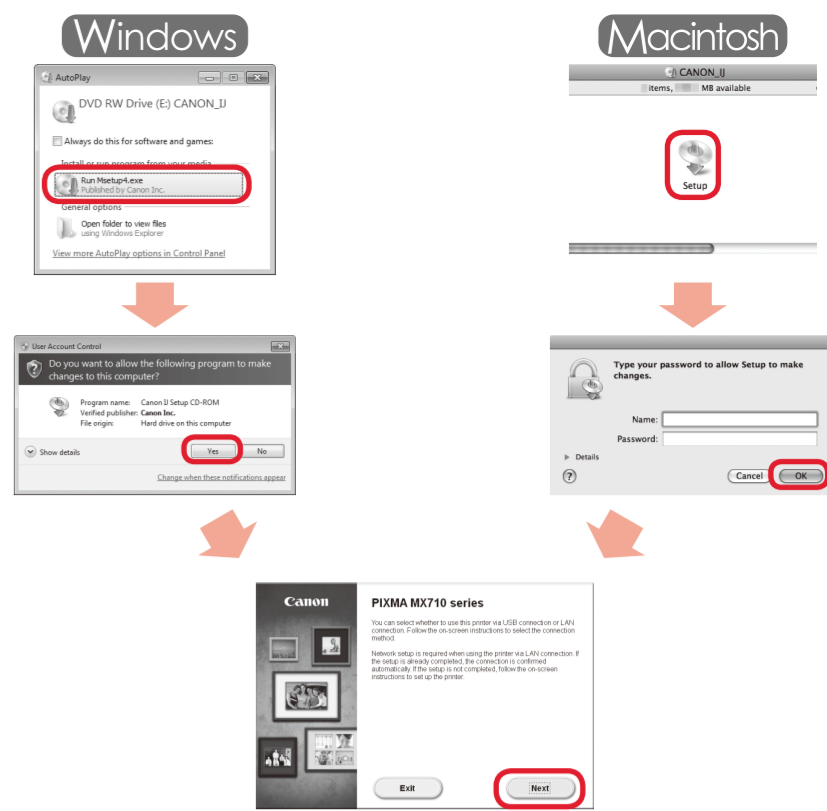 Windows
AutoPlay
DVD RW Drive (E:) CANON_IJ
Always do this for software and games:
Install or run program from your media
Run Msetup4.exe
Published by Canon Inc.
General options
Open folder to view files
using Windows Explorer
View more AutoPlay options in Control Panel
User Account Control
Do you want to allow the following program to make
changes to this computer?
Program name: Canon IJ Setup CD-ROM
Verified publisher: Canon Inc.
File origin: Hard drive on this computer
Show details
Yes
No
Change when these notifications appear
Macintosh
CANON_IJ
items, MB available
Setup
Type your password to allow Setup to make
changes.
Name:
Password:
Details
?
Cancel
OK
Canon
PIXMA MX710 series
You can select whether to use this printer via USB connection or LAN
connection. Follow the on-screen instructions to select the connection
method.
Network setup is required when using the printer via LAN connection. If
the setup is already completed, the connection is confirmed
automatically. If the setup is not completed, follow the on-screen
instructions to set up the printer.
Exit
Next